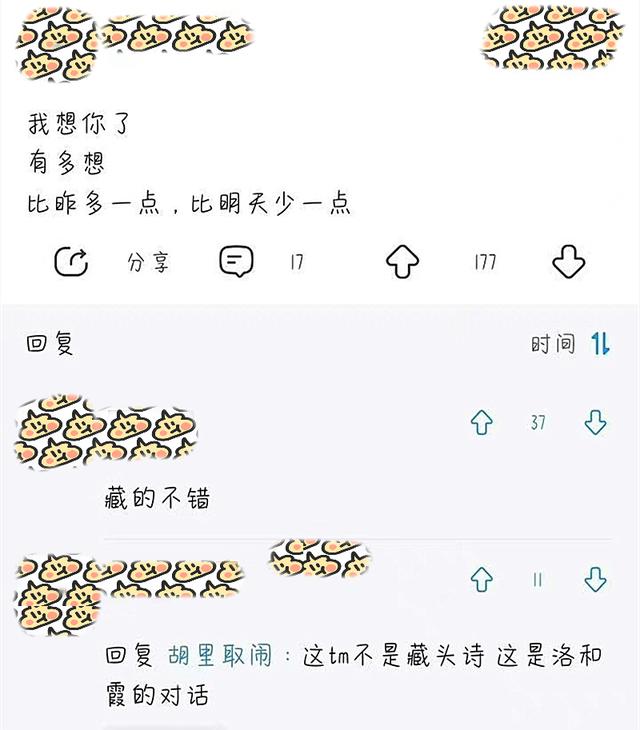 我想你了
有多想
比昨多一点，比明天少一点
分享 17 177
回复 时间
37
藏的不错
11
回复 胡里取闹：这tm不是藏头诗 这是洛和
霞的对话